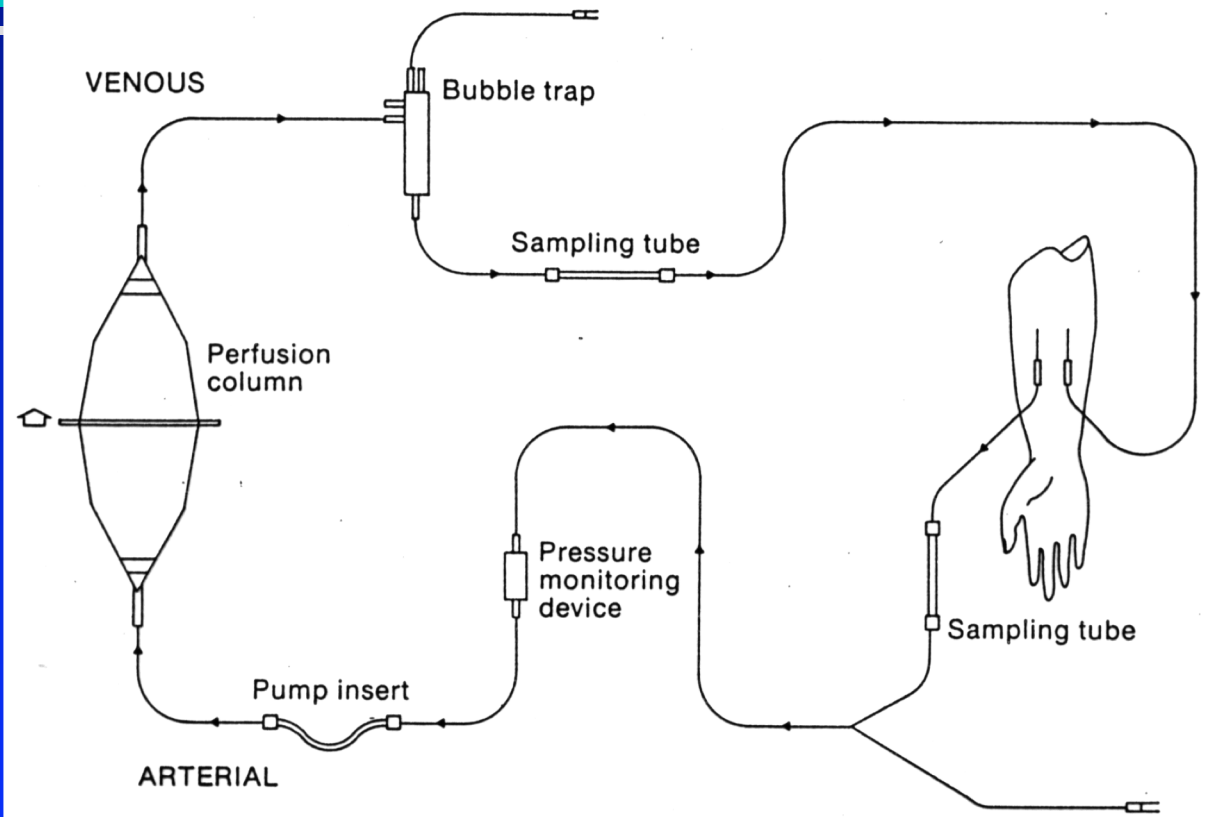 VENOUS
Bubble trap
Sampling tube
Perfusion
column
Pressure
monitoring
device
Sampling tube
Pump insert
ARTERIAL